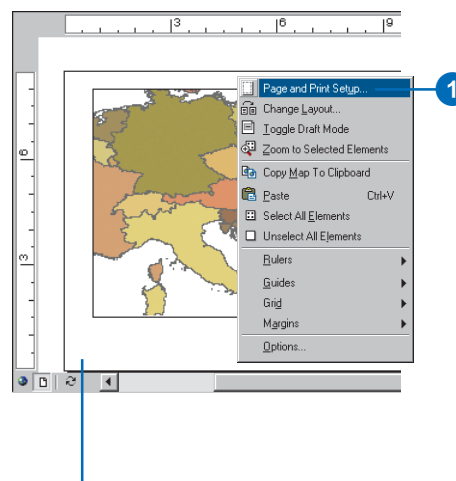 3 6 9
Page and Print Setup...
1
Change Layout...
Toggle Draft Mode
Zoom to Selected Elements
Copy Map To Clipboard
Paste Ctrl+V
Select All Elements
Unselect All Elements
Rulers
Guides
Grid
Margins
Options...
6
3